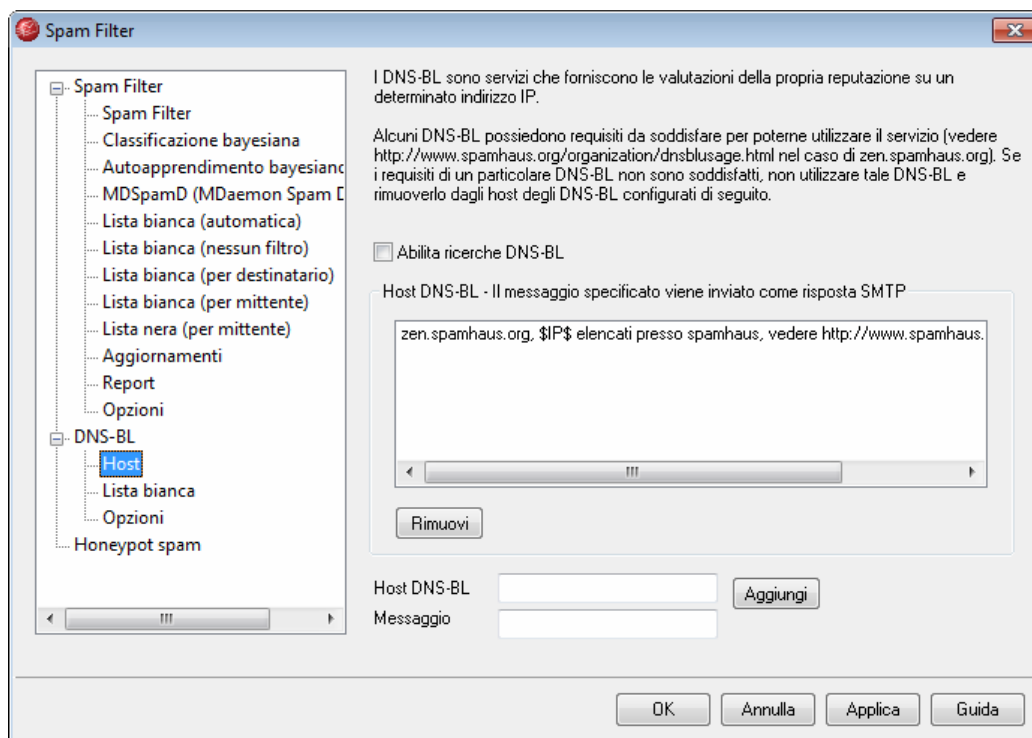 Spam Filter
Spam Filter
Spam Filter
Classificazione bayesiana
Autoapprendimento bayesiano
MDSpamD (MDaemon Spam D
Lista bianca (automatica)
Lista bianca (nessun filtro)
Lista bianca (per destinatario)
Lista bianca (per mittente)
Lista nera (per mittente)
Aggiornamenti
Report
Opzioni
DNS-BL
Host
Lista bianca
Opzioni
Honeypot spam
I DNS-BL sono servizi che forniscono le valutazioni della propria reputazione su un
determinato indirizzo IP.
Alcuni DNS-BL possiedono requisiti da soddisfare per poterne utilizzare il servizio (vedere
http://www.spamhaus.org/organization/dnsblusage.html nel caso di zen.spamhaus.org). Se
i requisiti di un particolare DNS-BL non sono soddisfatti, non utilizzare tale DNS-BL e
rimuoverlo dagli host degli DNS-BL configurati di seguito.
Abilita ricerche DNS-BL
Host DNS-BL - Il messaggio specificato viene inviato come risposta SMTP
zen.spamhaus.org, $IP$ elencati presso spamhaus, vedere http://www.spamhaus.
Rimuovi
Host DNS-BL
Aggiungi
Messaggio
OK
Annulla
Applica
Guida